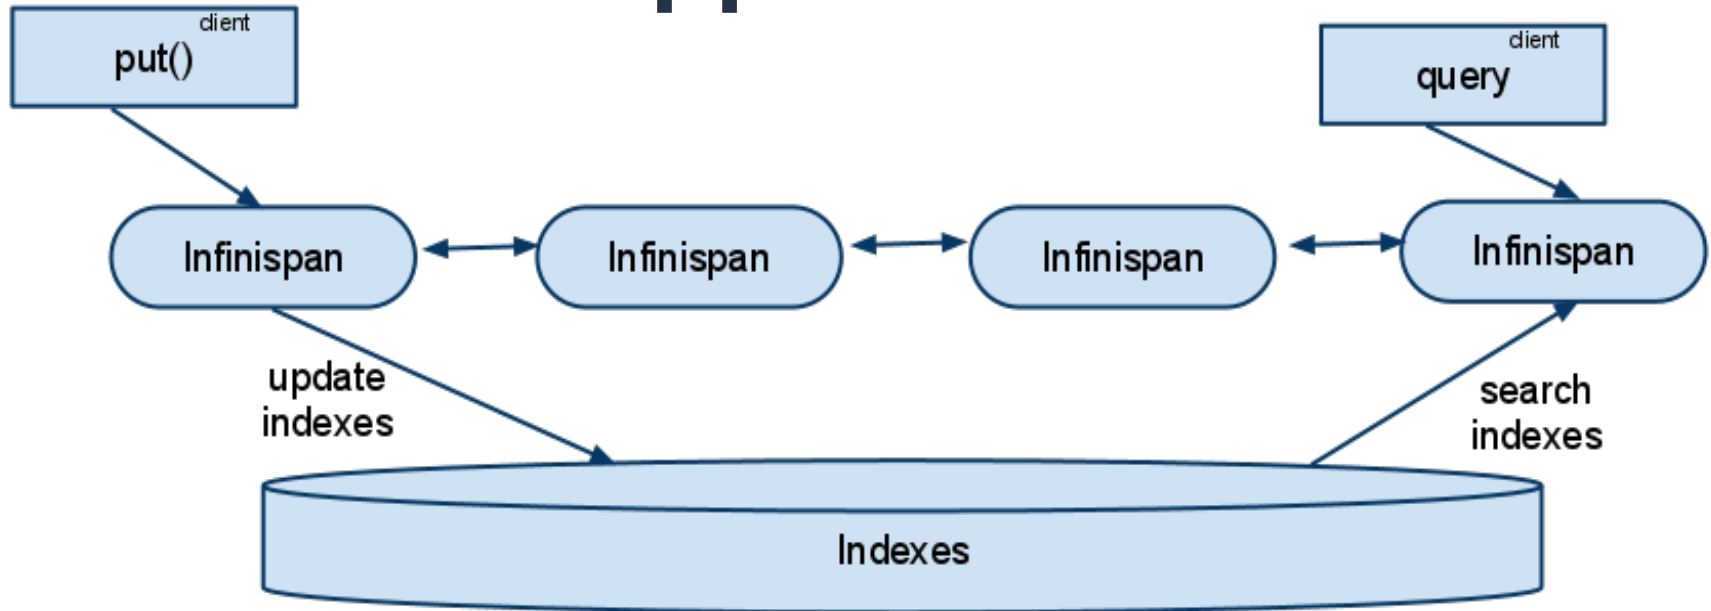 client
put()
client
query
Infinispan
Infinispan
Infinispan
Infinispan
update
indexes
search
indexes
Indexes